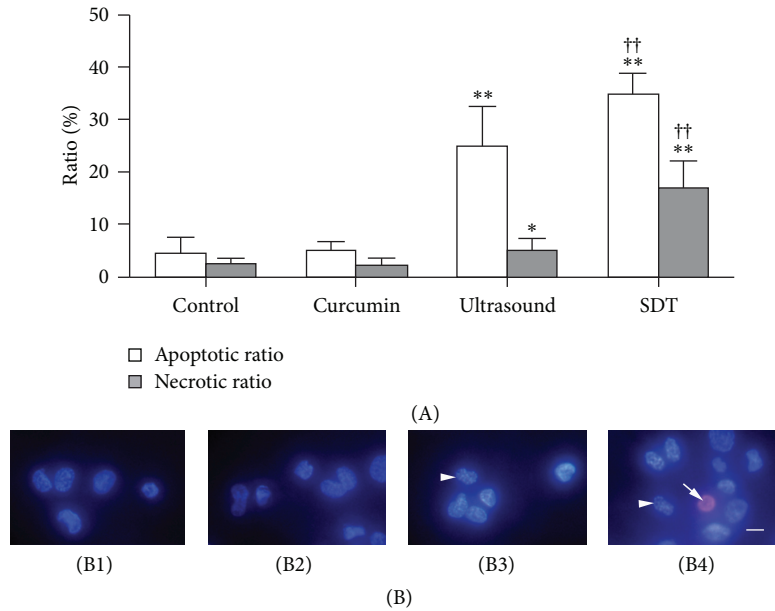 50
40
30
20
10
0
Ratio (%)
**
*
††
**
††
**
Control Curcumin Ultrasound SDT
Apoptotic ratio
Necrotic ratio
(A)
(B1) (B2) (B3) (B4)
(B)